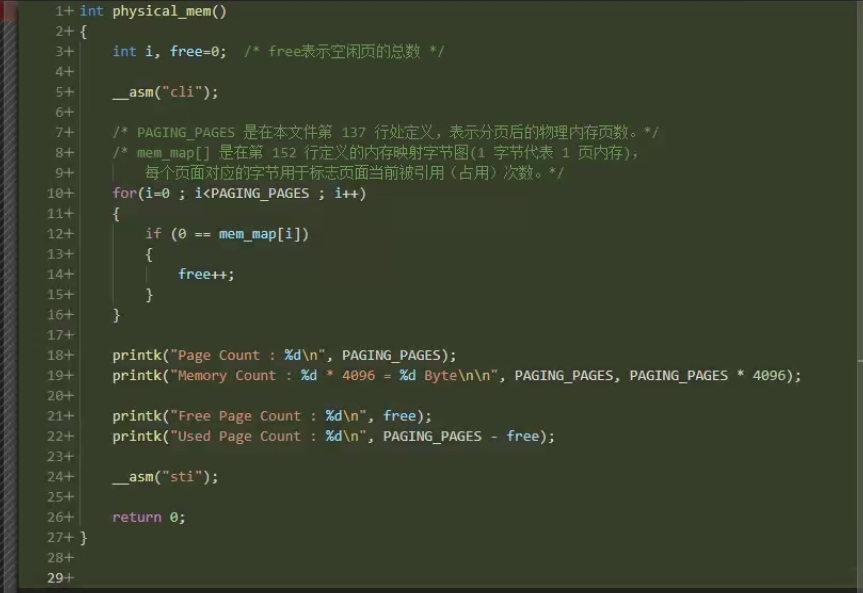 1+ int physical_mem()
2+ {
3+     int i, free=0;  /* free表示空闲页的总数 */
4+
5+     __asm("cli");
6+
7+     /* PAGING_PAGES 是在本文件第 137 行处定义，表示分页后的物理内存页数。*/
8+     /* mem_map[] 是在第 152 行定义的内存映射字节图(1 字节代表 1 页内存)，
9+         每个页面对应的字节用于标志页面当前被引用（占用）次数。*/
10+     for(i=0 ; i<PAGING_PAGES ; i++)
11+     {
12+         if (0 == mem_map[i])
13+         {
14+             free++;
15+         }
16+     }
17+
18+     printk("Page Count : %d\n", PAGING_PAGES);
19+     printk("Memory Count : %d * 4096 = %d Byte\n\n", PAGING_PAGES, PAGING_PAGES * 4096);
20+
21+     printk("Free Page Count : %d\n", free);
22+     printk("Used Page Count : %d\n", PAGING_PAGES - free);
23+
24+     __asm("sti");
25+
26+     return 0;
27+ }
28+
29+